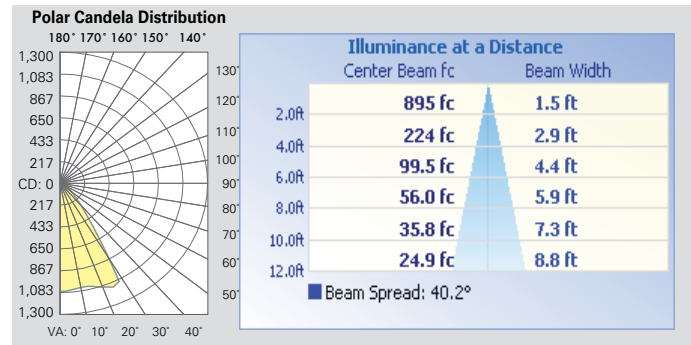 Polar Candela Distribution
180° 170° 160° 150° 140°
1,300
1,083
867
650
433
217
CD: 0
217
433
650
867
1,083
1,300
130°
120°
110°
100°
90°
80°
70°
60°
50°
VA: 0° 10° 20° 30° 40°
Illuminance at a Distance
Center Beam fc Beam Width
2.0ft 895 fc 1.5 ft
4.0ft 224 fc 2.9 ft
6.0ft 99.5 fc 4.4 ft
8.0ft 56.0 fc 5.9 ft
10.0ft 35.8 fc 7.3 ft
12.0ft 24.9 fc 8.8 ft
Beam Spread: 40.2°